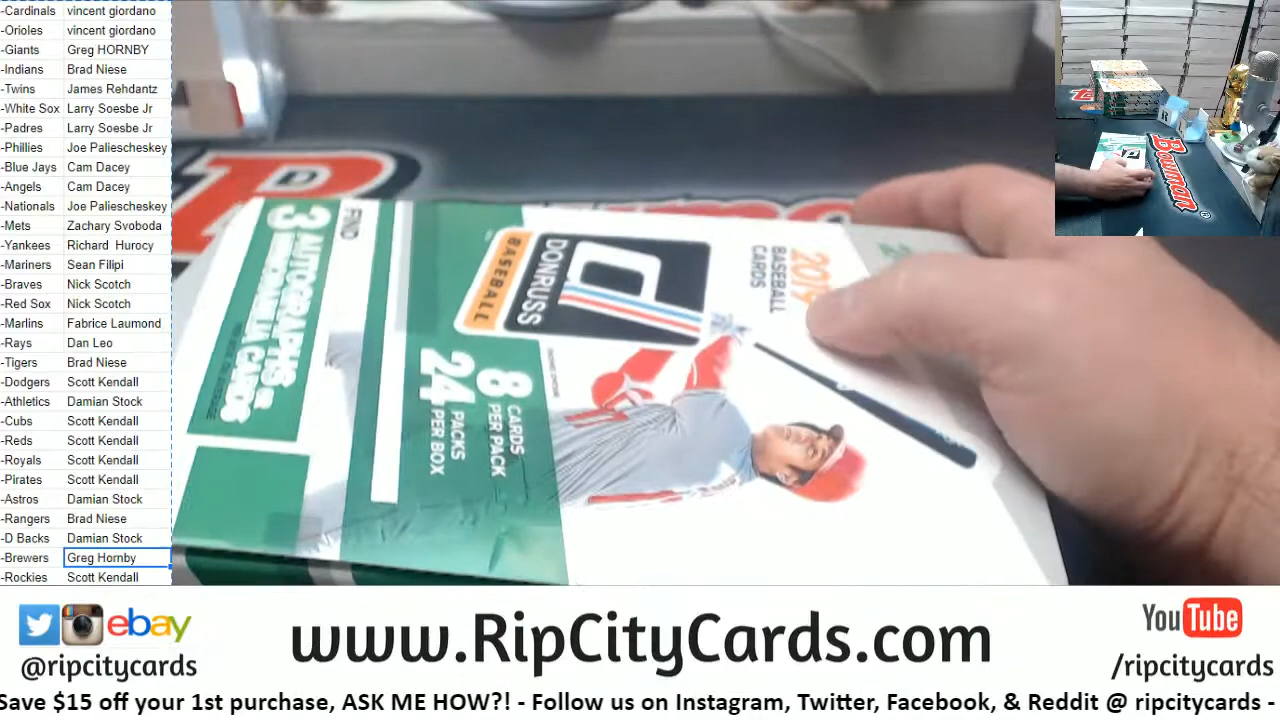 -Cardinals vincent giordano
-Orioles vincent giordano
-Giants Greg HORNBY
-Indians Brad Niese
-Twins James Rehdantz
-White Sox Larry Soesbe Jr
-Padres Larry Soesbe Jr
-Phillies Joe Paliescheskey
-Blue Jays Cam Dacey
-Angels Cam Dacey
-Nationals Joe Paliescheskey
-Mets Zachary Svoboda
-Yankees Richard Hurocy
-Mariners Sean Filipi
-Braves Nick Scotch
-Red Sox Nick Scotch
-Marlins Fabrice Laumond
-Rays Dan Leo
-Tigers Brad Niese
-Dodgers Scott Kendall
-Athletics Damian Stock
-Cubs Scott Kendall
-Reds Scott Kendall
-Royals Scott Kendall
-Pirates Scott Kendall
-Astros Damian Stock
-Rangers Brad Niese
-D Backs Damian Stock
-Brewers Greg Hornby
-Rockies Scott Kendall
2019
BASEBALL
CARDS
DONRUSS
BASEBALL
8 CARDS
PER PACK
24 PACKS
PER BOX
FIND
3 AUTOGRAPHS OR
MEMORABILIA CARDS
Bowman
ebay
@ripcitycards
www.RipCityCards.com
YouTube
/ripcitycards
Save $15 off your 1st purchase, ASK ME HOW?! - Follow us on Instagram, Twitter, Facebook, & Reddit @ ripcitycards -